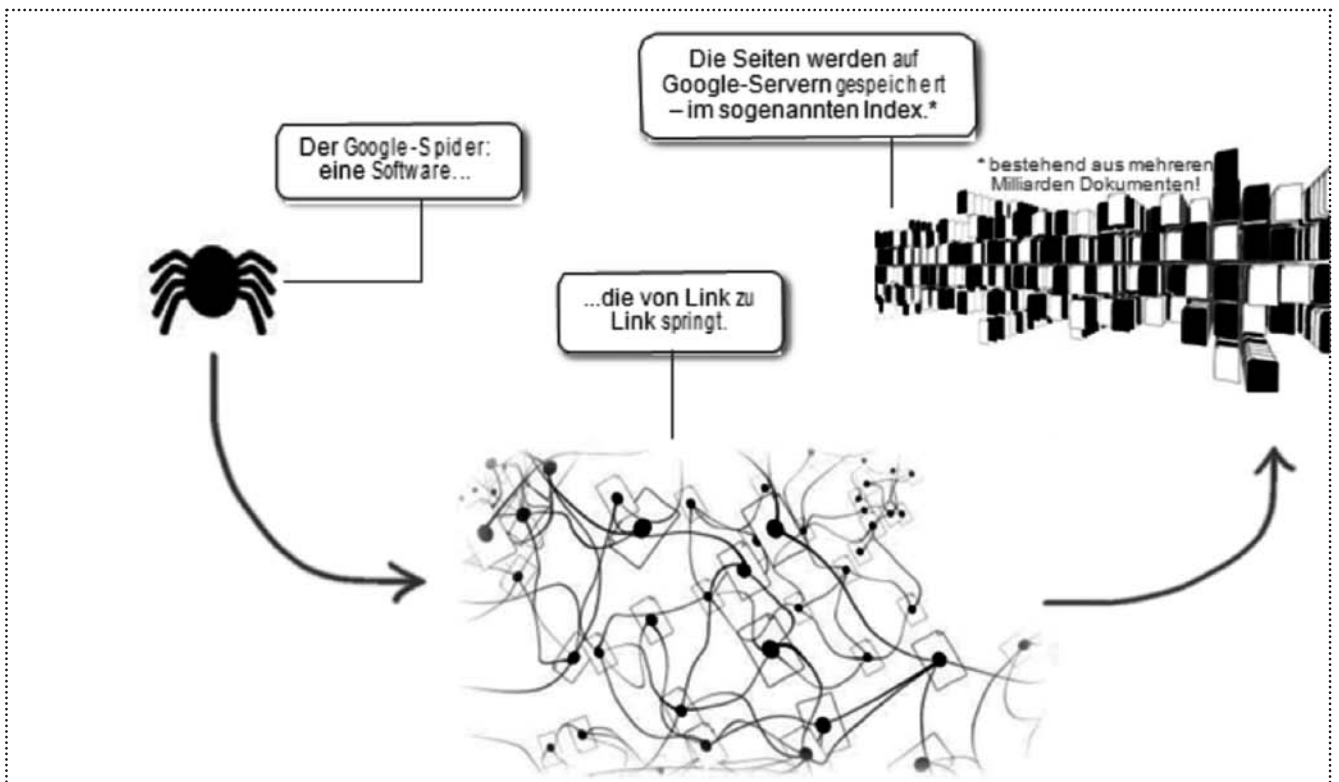 Der Google-Spider:
eine Software...
...die von Link zu
Link springt.
Die Seiten werden auf
Google-Servern gespeichert
– im sogenannten Index.*
* bestehend aus mehreren
Milliarden Dokumenten!